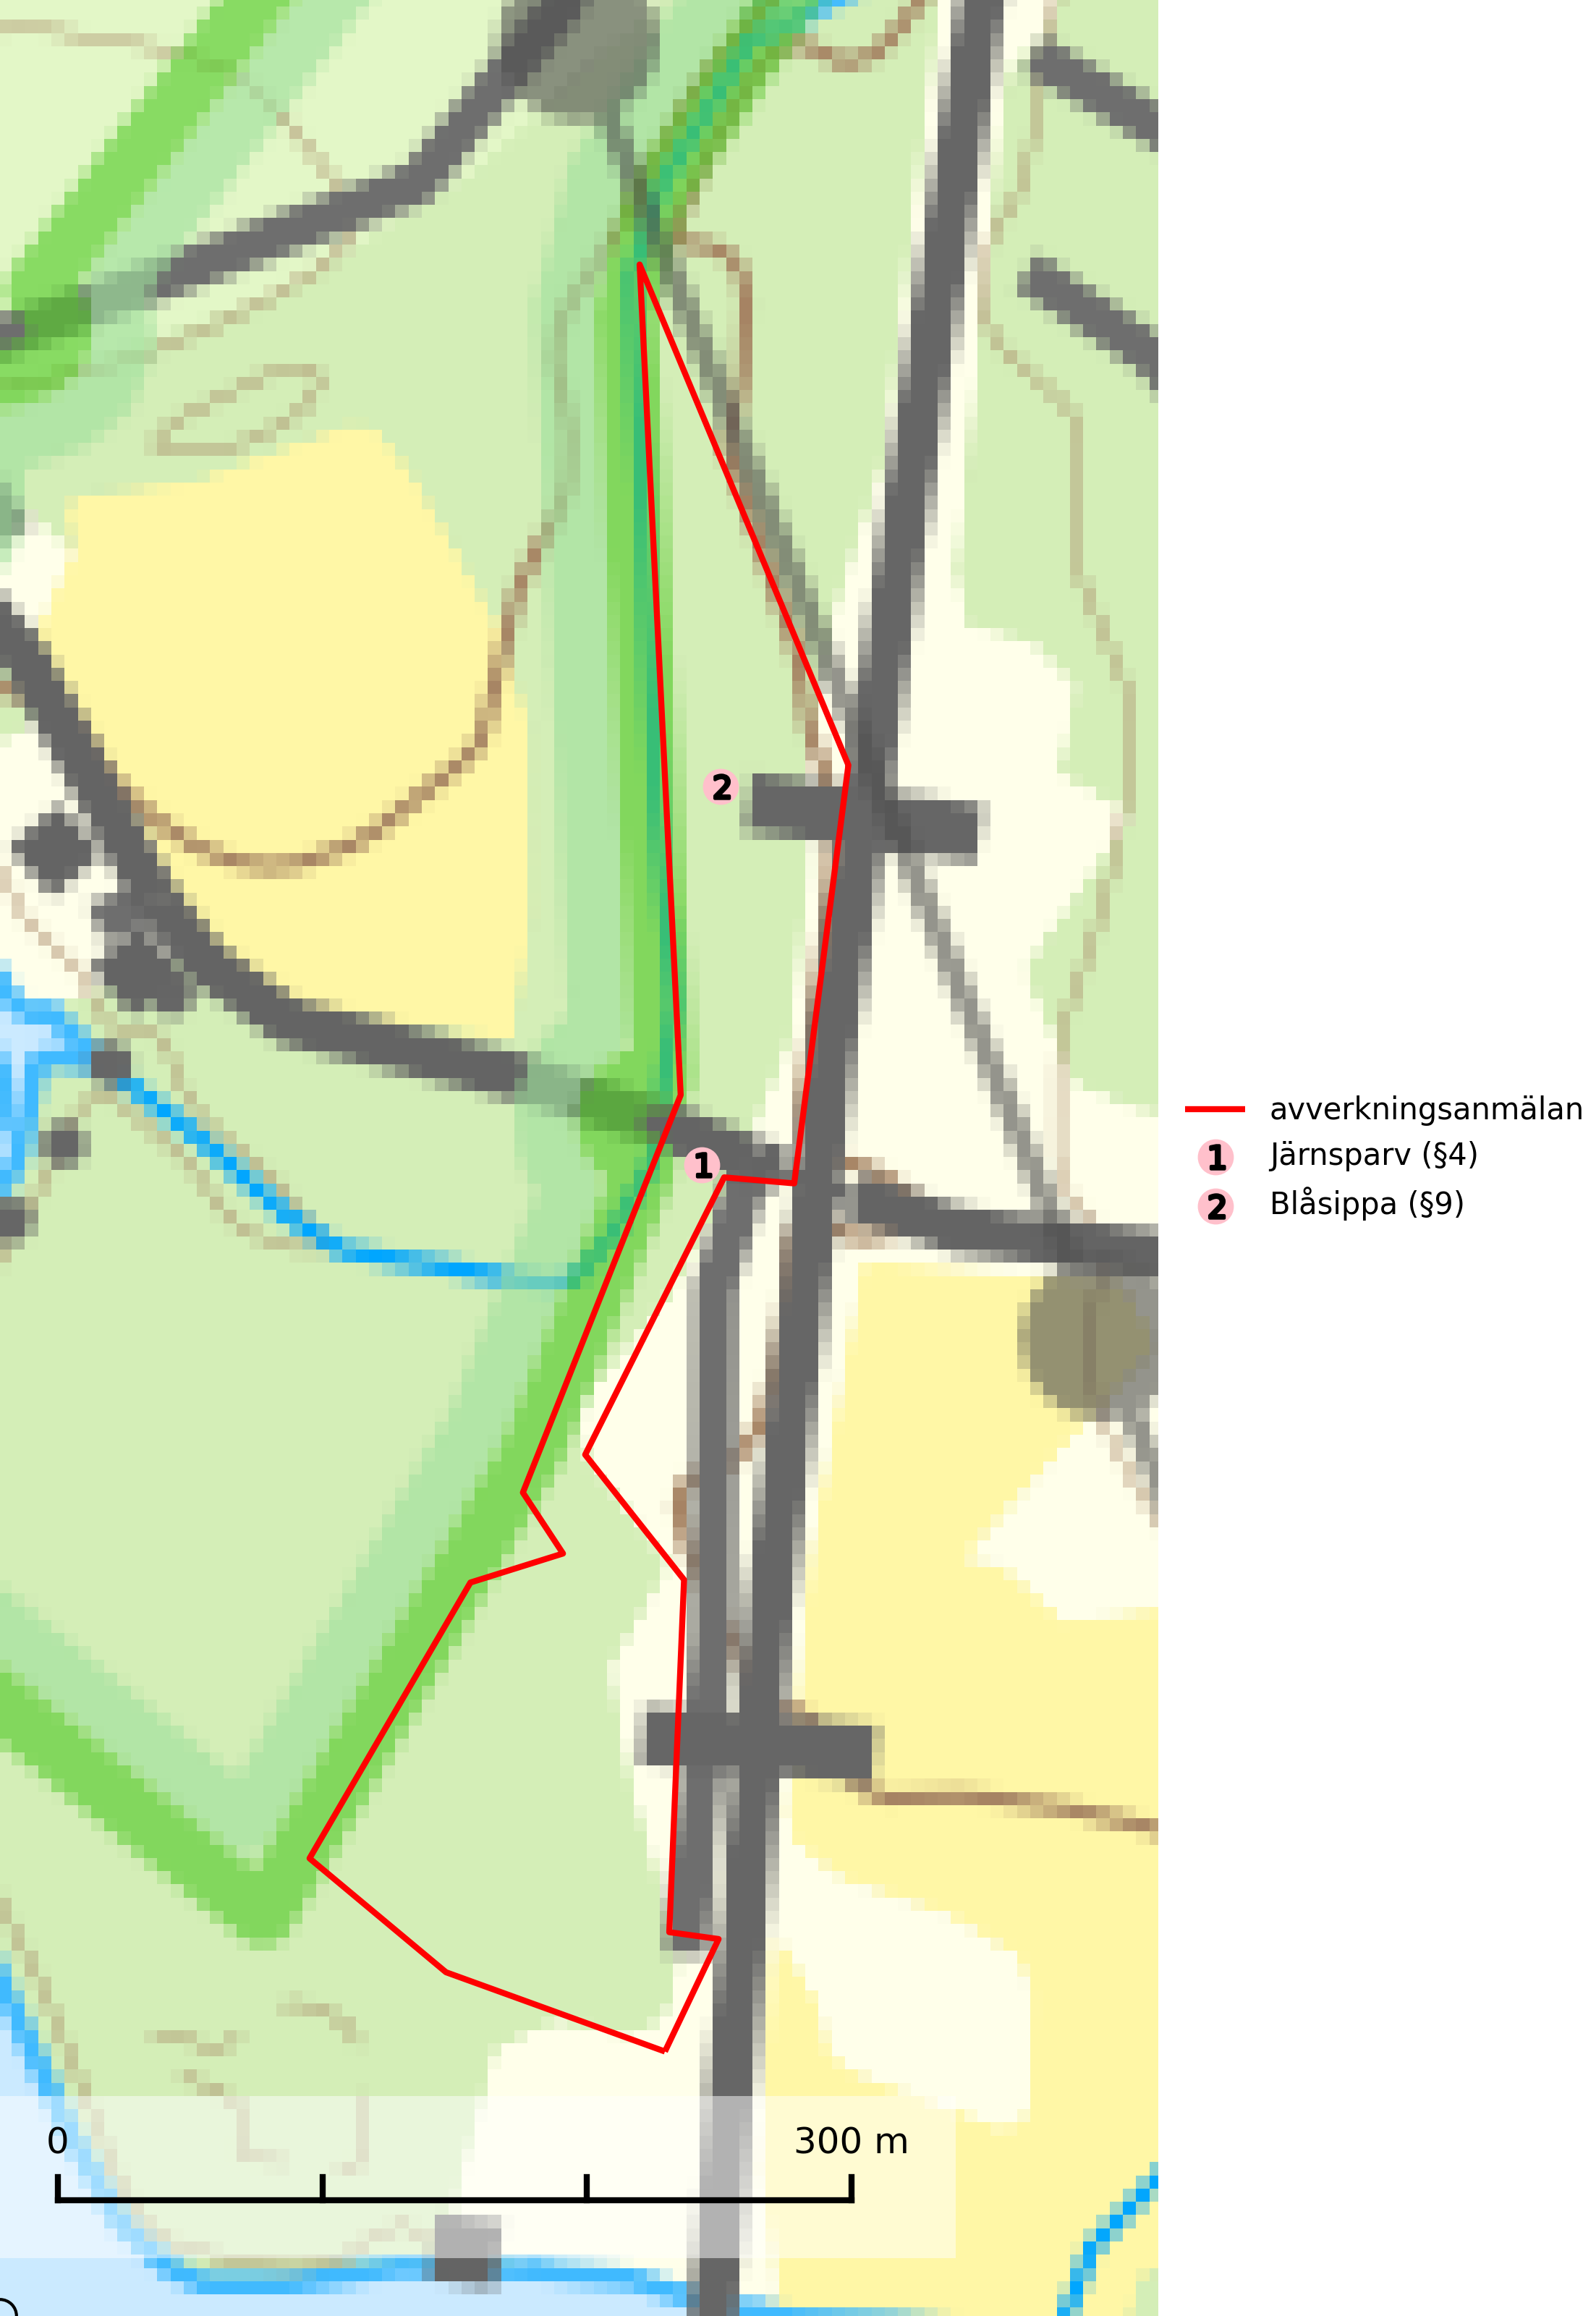 2
1
avverkningsanmälan
1 Järnsparv (§4)
2 Blåsippa (§9)
0 300 m